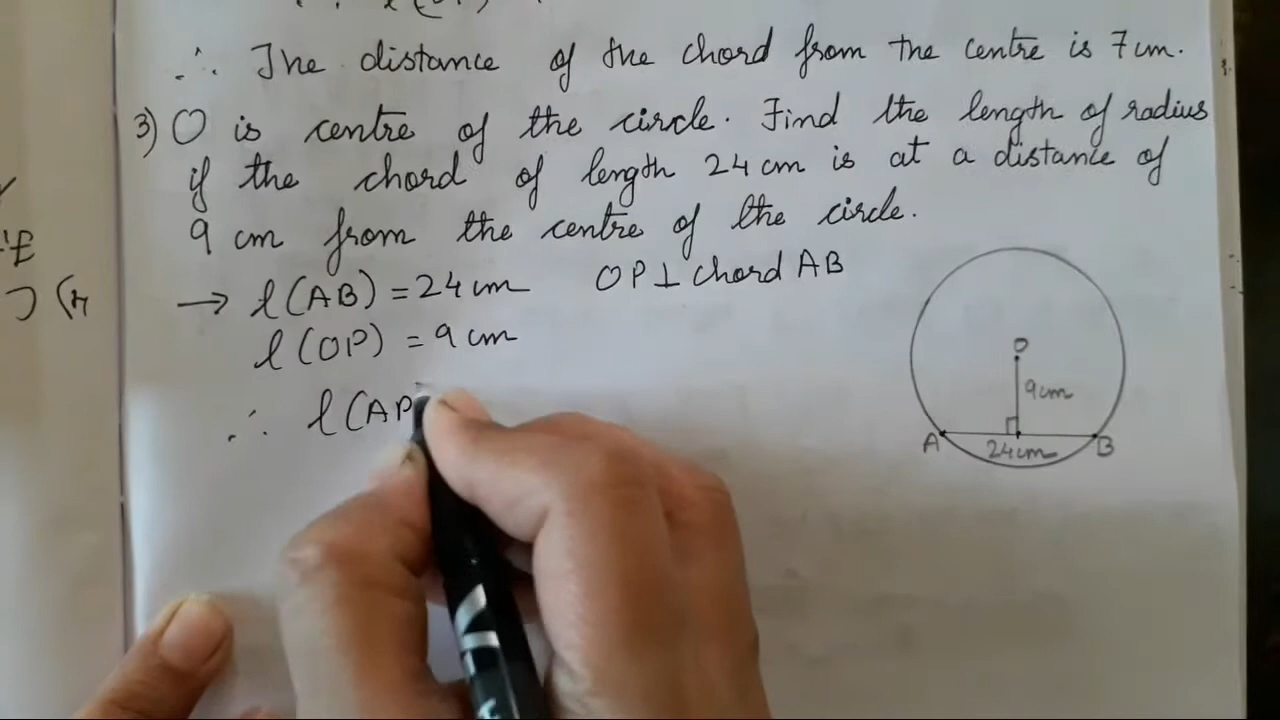 ∴ The distance of the chord from the centre is 7cm.
3) O is centre of the circle. Find the length of radius
if the chord of length 24 cm is at a distance of
9 cm from the centre of the circle.
→ l(AB) = 24 cm OP⊥ chord AB
l(OP) = 9 cm
∴ l(AP
O
9cm
A 24cm B